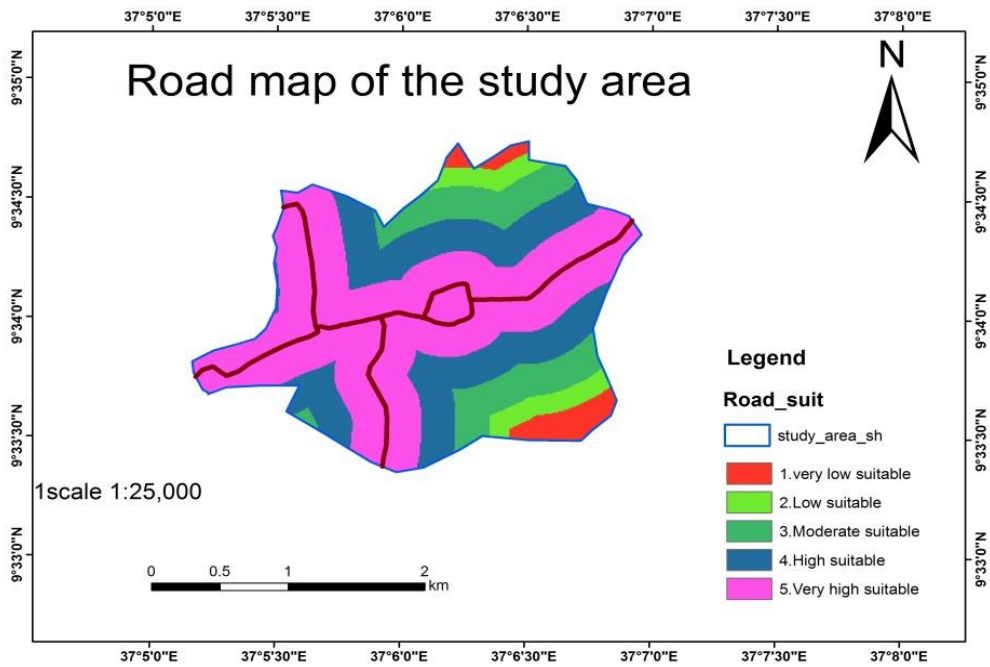 37°5'0"E 37°5'30"E 37°6'0"E 37°6'30"E 37°7'0"E 37°7'30"E 37°8'0"E
Road map of the study area
N
9°35'0"N
9°35'0"N
9°34'30"N
9°34'30"N
9°34'0"N
9°34'0"N
Legend
Road_suit
study_area_sh
9°33'30"N
9°33'30"N
1.very low suitable
1scale 1:25,000
2.Low suitable
3.Moderate suitable
9°33'0"N
9°33'0"N
4.High suitable
0 0.5 1 2
km
5.Very high suitable
37°5'0"E 37°5'30"E 37°6'0"E 37°6'30"E 37°7'0"E 37°7'30"E 37°8'0"E